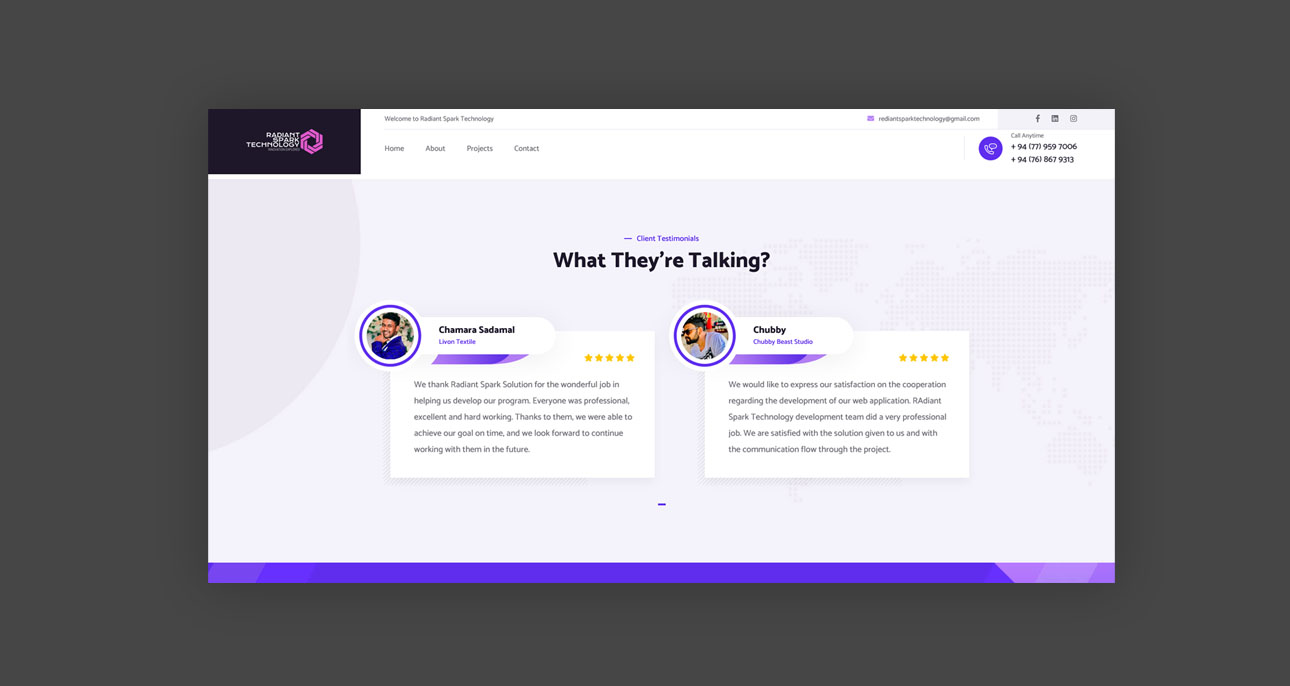 RADIANT
SPARK
TECHNOLOGY
Welcome to Radiant Spark Technology
rediantsparktechnology@gmail.com
Home
About
Projects
Contact
Call Anytime
+ 94 (77) 959 7006
+ 94 (76) 867 9313
Client Testimonials
What They're Talking?
Chamara Sadamal
Livon Textile
We thank Radiant Spark Solution for the wonderful job in
helping us develop our program. Everyone was professional,
excellent and hard working. Thanks to them, we were able to
achieve our goal on time, and we look forward to continue
working with them in the future.
Chubby
Chubby Beast Studio
We would like to express our satisfaction on the cooperation
regarding the development of our web application. RAdiant
Spark Technology development team did a very professional
job. We are satisfied with the solution given to us and with
the communication flow through the project.